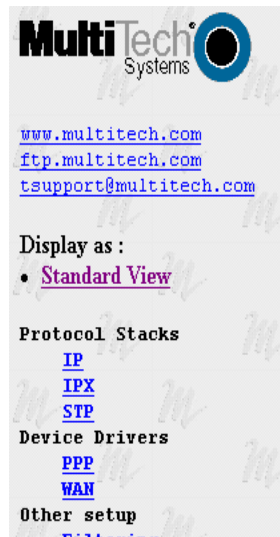 MultiTech
Systems
www.multitech.com
ftp.multitech.com
tsupport@multitech.com
Display as :
• Standard View
Protocol Stacks
IP
IPX
STP
Device Drivers
PPP
WAN
Other setup
Filtering